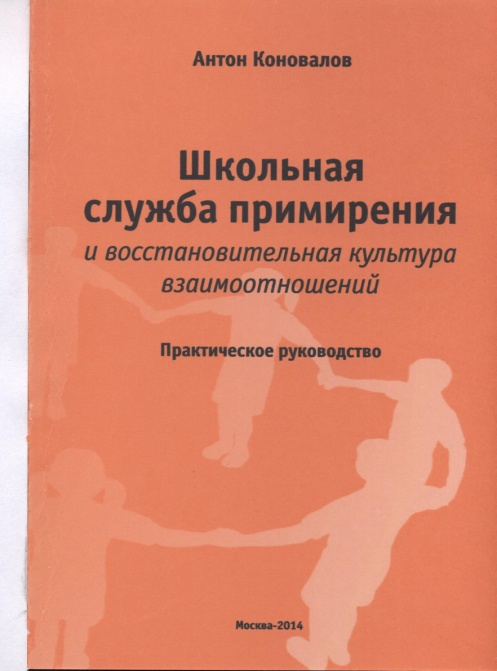 Антон Коновалов
Школьная
служба примирения
и восстановительная культура
взаимоотношений
Практическое руководство
Москва-2014